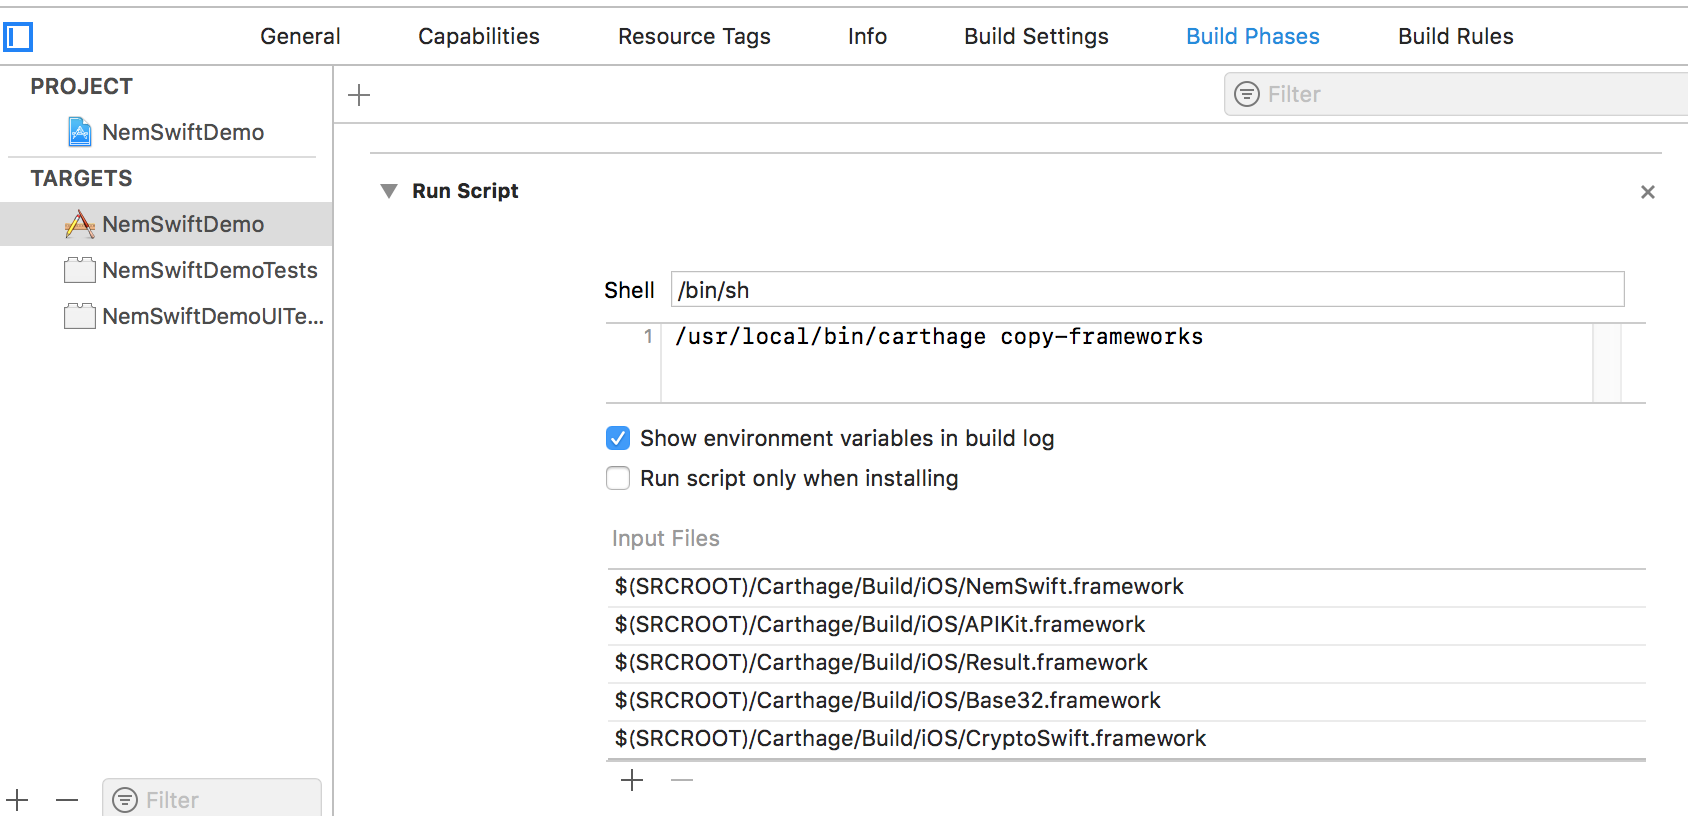 General Capabilities Resource Tags Info Build Settings Build Phases Build Rules
PROJECT
NemSwiftDemo
TARGETS
NemSwiftDemo
NemSwiftDemoTests
NemSwiftDemoUITe...
Filter
Filter
Run Script
Shell /bin/sh
1 /usr/local/bin/carthage copy-frameworks
Show environment variables in build log
Run script only when installing
Input Files
$(SRCROOT)/Carthage/Build/iOS/NemSwift.framework
$(SRCROOT)/Carthage/Build/iOS/APIKit.framework
$(SRCROOT)/Carthage/Build/iOS/Result.framework
$(SRCROOT)/Carthage/Build/iOS/Base32.framework
$(SRCROOT)/Carthage/Build/iOS/CryptoSwift.framework